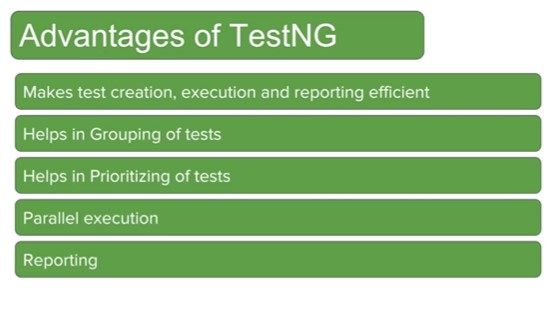 Advantages of TestNG
Makes test creation, execution and reporting efficient
Helps in Grouping of tests
Helps in Prioritizing of tests
Parallel execution
Reporting